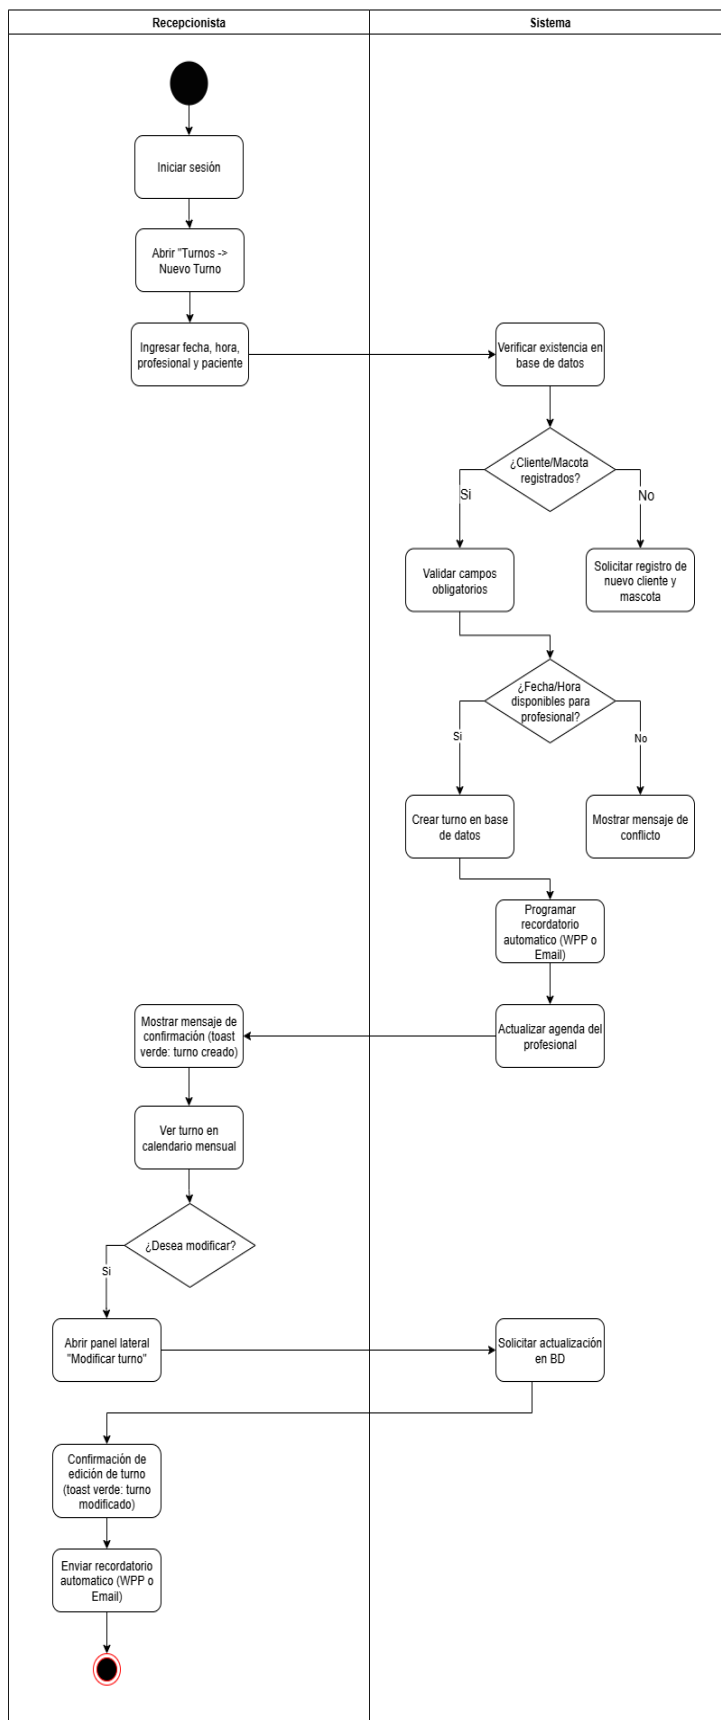 Recepcionista
Sistema
Iniciar sesión
Abrir "Turnos ->
Nuevo Turno
Ingresar fecha, hora,
profesional y paciente
Verificar existencia en
base de datos
¿Cliente/Macota
registrados?
Si
No
Validar campos
obligatorios
Solicitar registro de
nuevo cliente y
mascota
¿Fecha/Hora
disponibles para
profesional?
Si
No
Crear turno en base
de datos
Mostrar mensaje de
conflicto
Programar
recordatorio
automatico (WPP o
Email)
Actualizar agenda del
profesional
Mostrar mensaje de
confirmación (toast
verde: turno creado)
Ver turno en
calendario mensual
¿Desea modificar?
Si
Abrir panel lateral
"Modificar turno"
Solicitar actualización
en BD
Confirmación de
edición de turno
(toast verde: turno
modificado)
Enviar recordatorio
automatico (WPP o
Email)